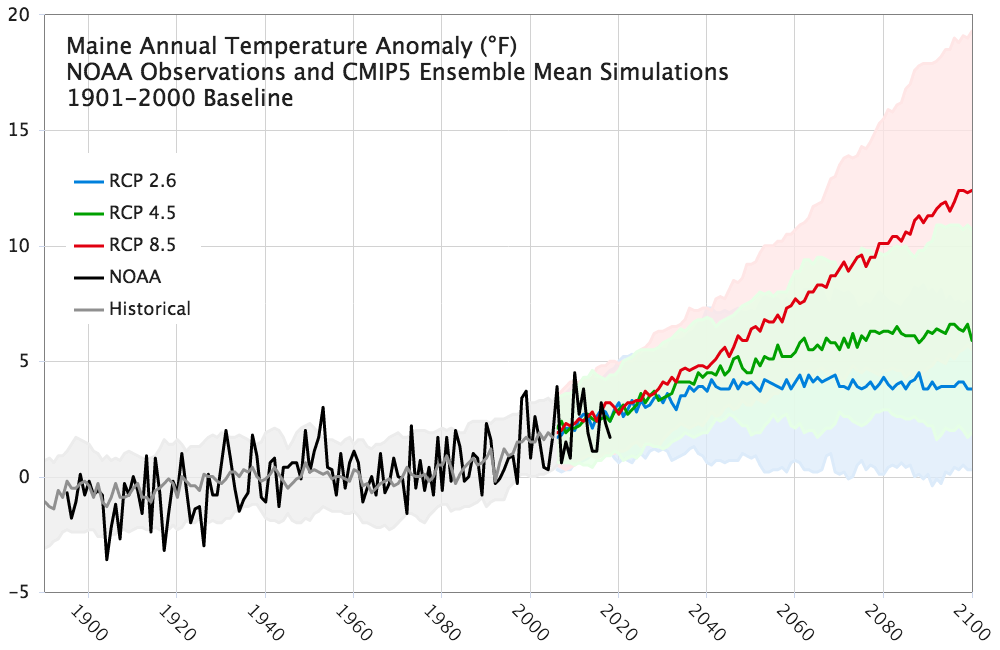 20
Maine Annual Temperature Anomaly (°F)
NOAA Observations and CMIP5 Ensemble Mean Simulations
1901–2000 Baseline
15
RCP 2.6
RCP 4.5
10
RCP 8.5
NOAA
Historical
5
0
-5
1900
1920
1940
1960
1980
2000
2020
2040
2060
2080
2100